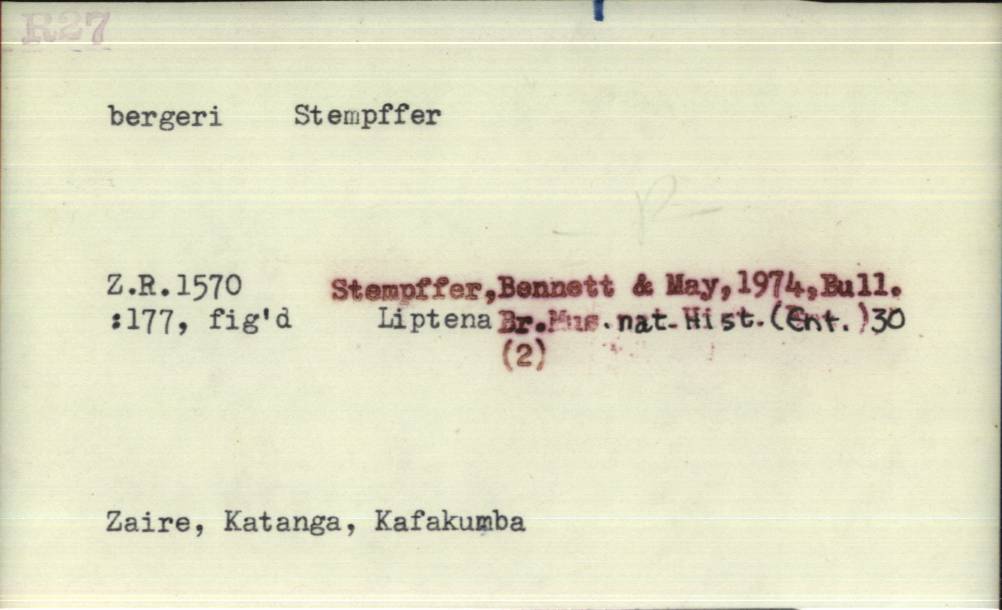 R27
bergeri Stempffer
Z.R.1570 Stempffer,Bennett & May,1974,Bull.
:177, fig'd Liptena Br.Mus.nat-Hist.(Ent.)30
(2)
Zaire, Katanga, Kafakumba